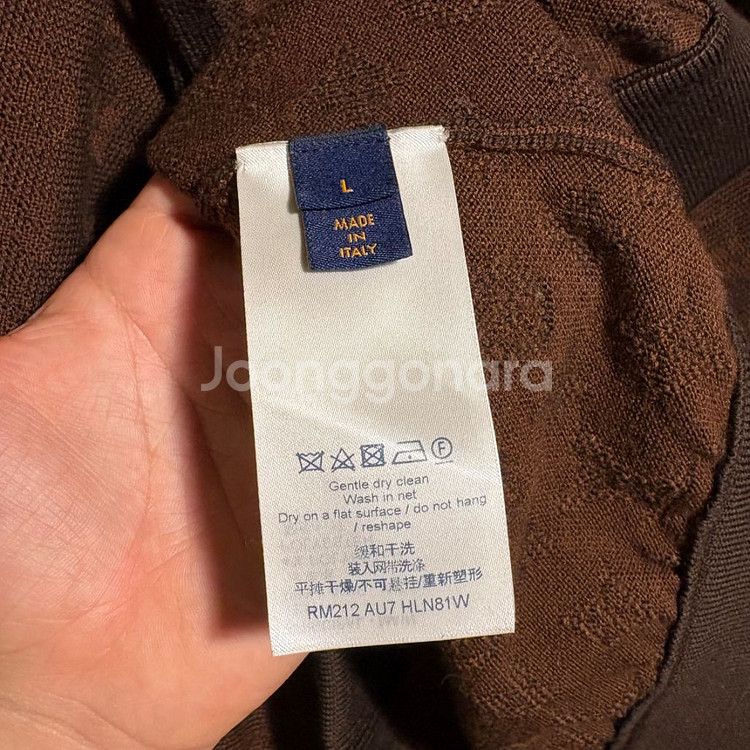 L
MADE
IN
ITALY
Joonggonara
F
Gentle dry clean
Wash in net
Dry on a flat surface / do not hang
/ reshape
缓和干洗
装入网带洗涤
平摊干燥/不可悬挂/重新塑形
RM212 AU7 HLN81W